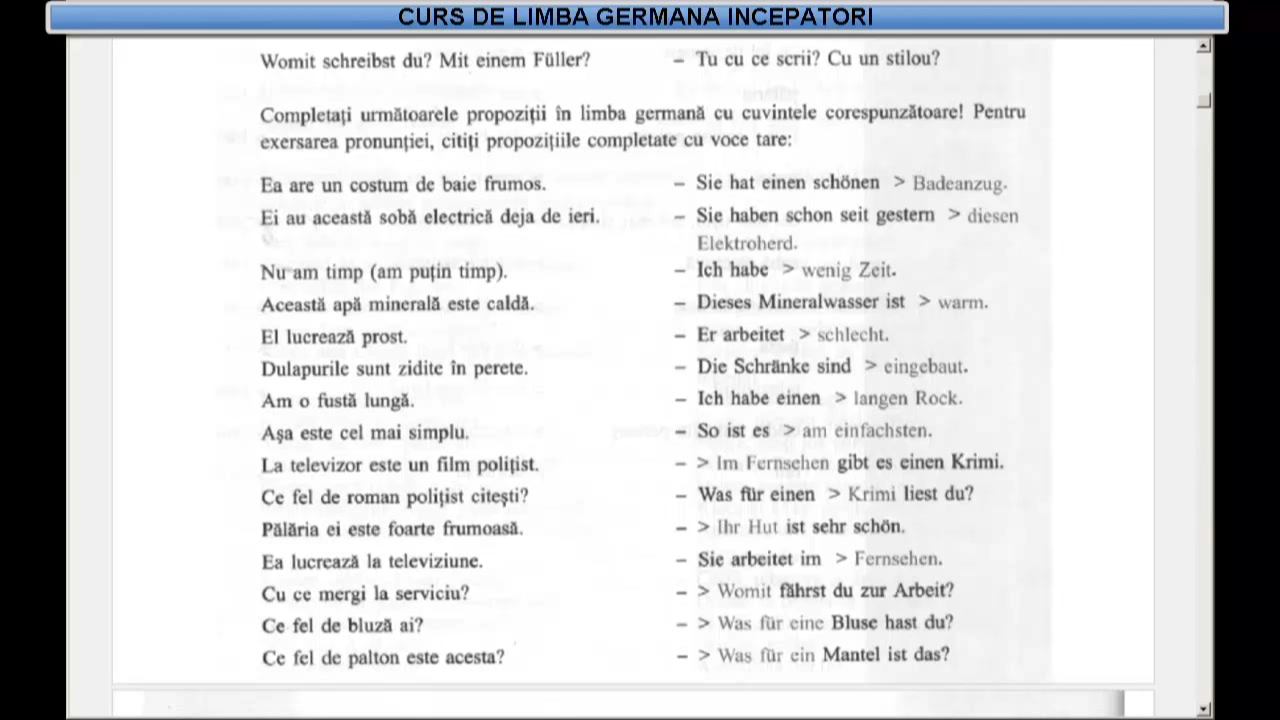 CURS DE LIMBA GERMANA INCEPATORI
Womit schreibst du? Mit einem Füller? – Tu cu ce scrii? Cu un stilou?
Completați următoarele propoziții în limba germană cu cuvintele corespunzătoare! Pentru
exersarea pronunției, citiți propozițiile completate cu voce tare:
Ea are un costum de baie frumos. – Sie hat einen schönen > Badeanzug.
Ei au această sobă electrică deja de ieri. – Sie haben schon seit gestern > diesen
Elektroherd.
Nu am timp (am puțin timp). – Ich habe > wenig Zeit.
Această apă minerală este caldă. – Dieses Mineralwasser ist > warm.
El lucrează prost. – Er arbeitet > schlecht.
Dulapurile sunt zidite în perete. – Die Schränke sind > eingebaut.
Am o fustă lungă. – Ich habe einen > langen Rock.
Așa este cel mai simplu. – So ist es > am einfachsten.
La televizor este un film polițist. – > Im Fernsehen gibt es einen Krimi.
Ce fel de roman polițist citești? – Was für einen > Krimi liest du?
Pălăria ei este foarte frumoasă. – > Ihr Hut ist sehr schön.
Ea lucrează la televiziune. – Sie arbeitet im > Fernsehen.
Cu ce mergi la serviciu? – > Womit fährst du zur Arbeit?
Ce fel de bluză ai? – > Was für eine Bluse hast du?
Ce fel de palton este acesta? – > Was für ein Mantel ist das?